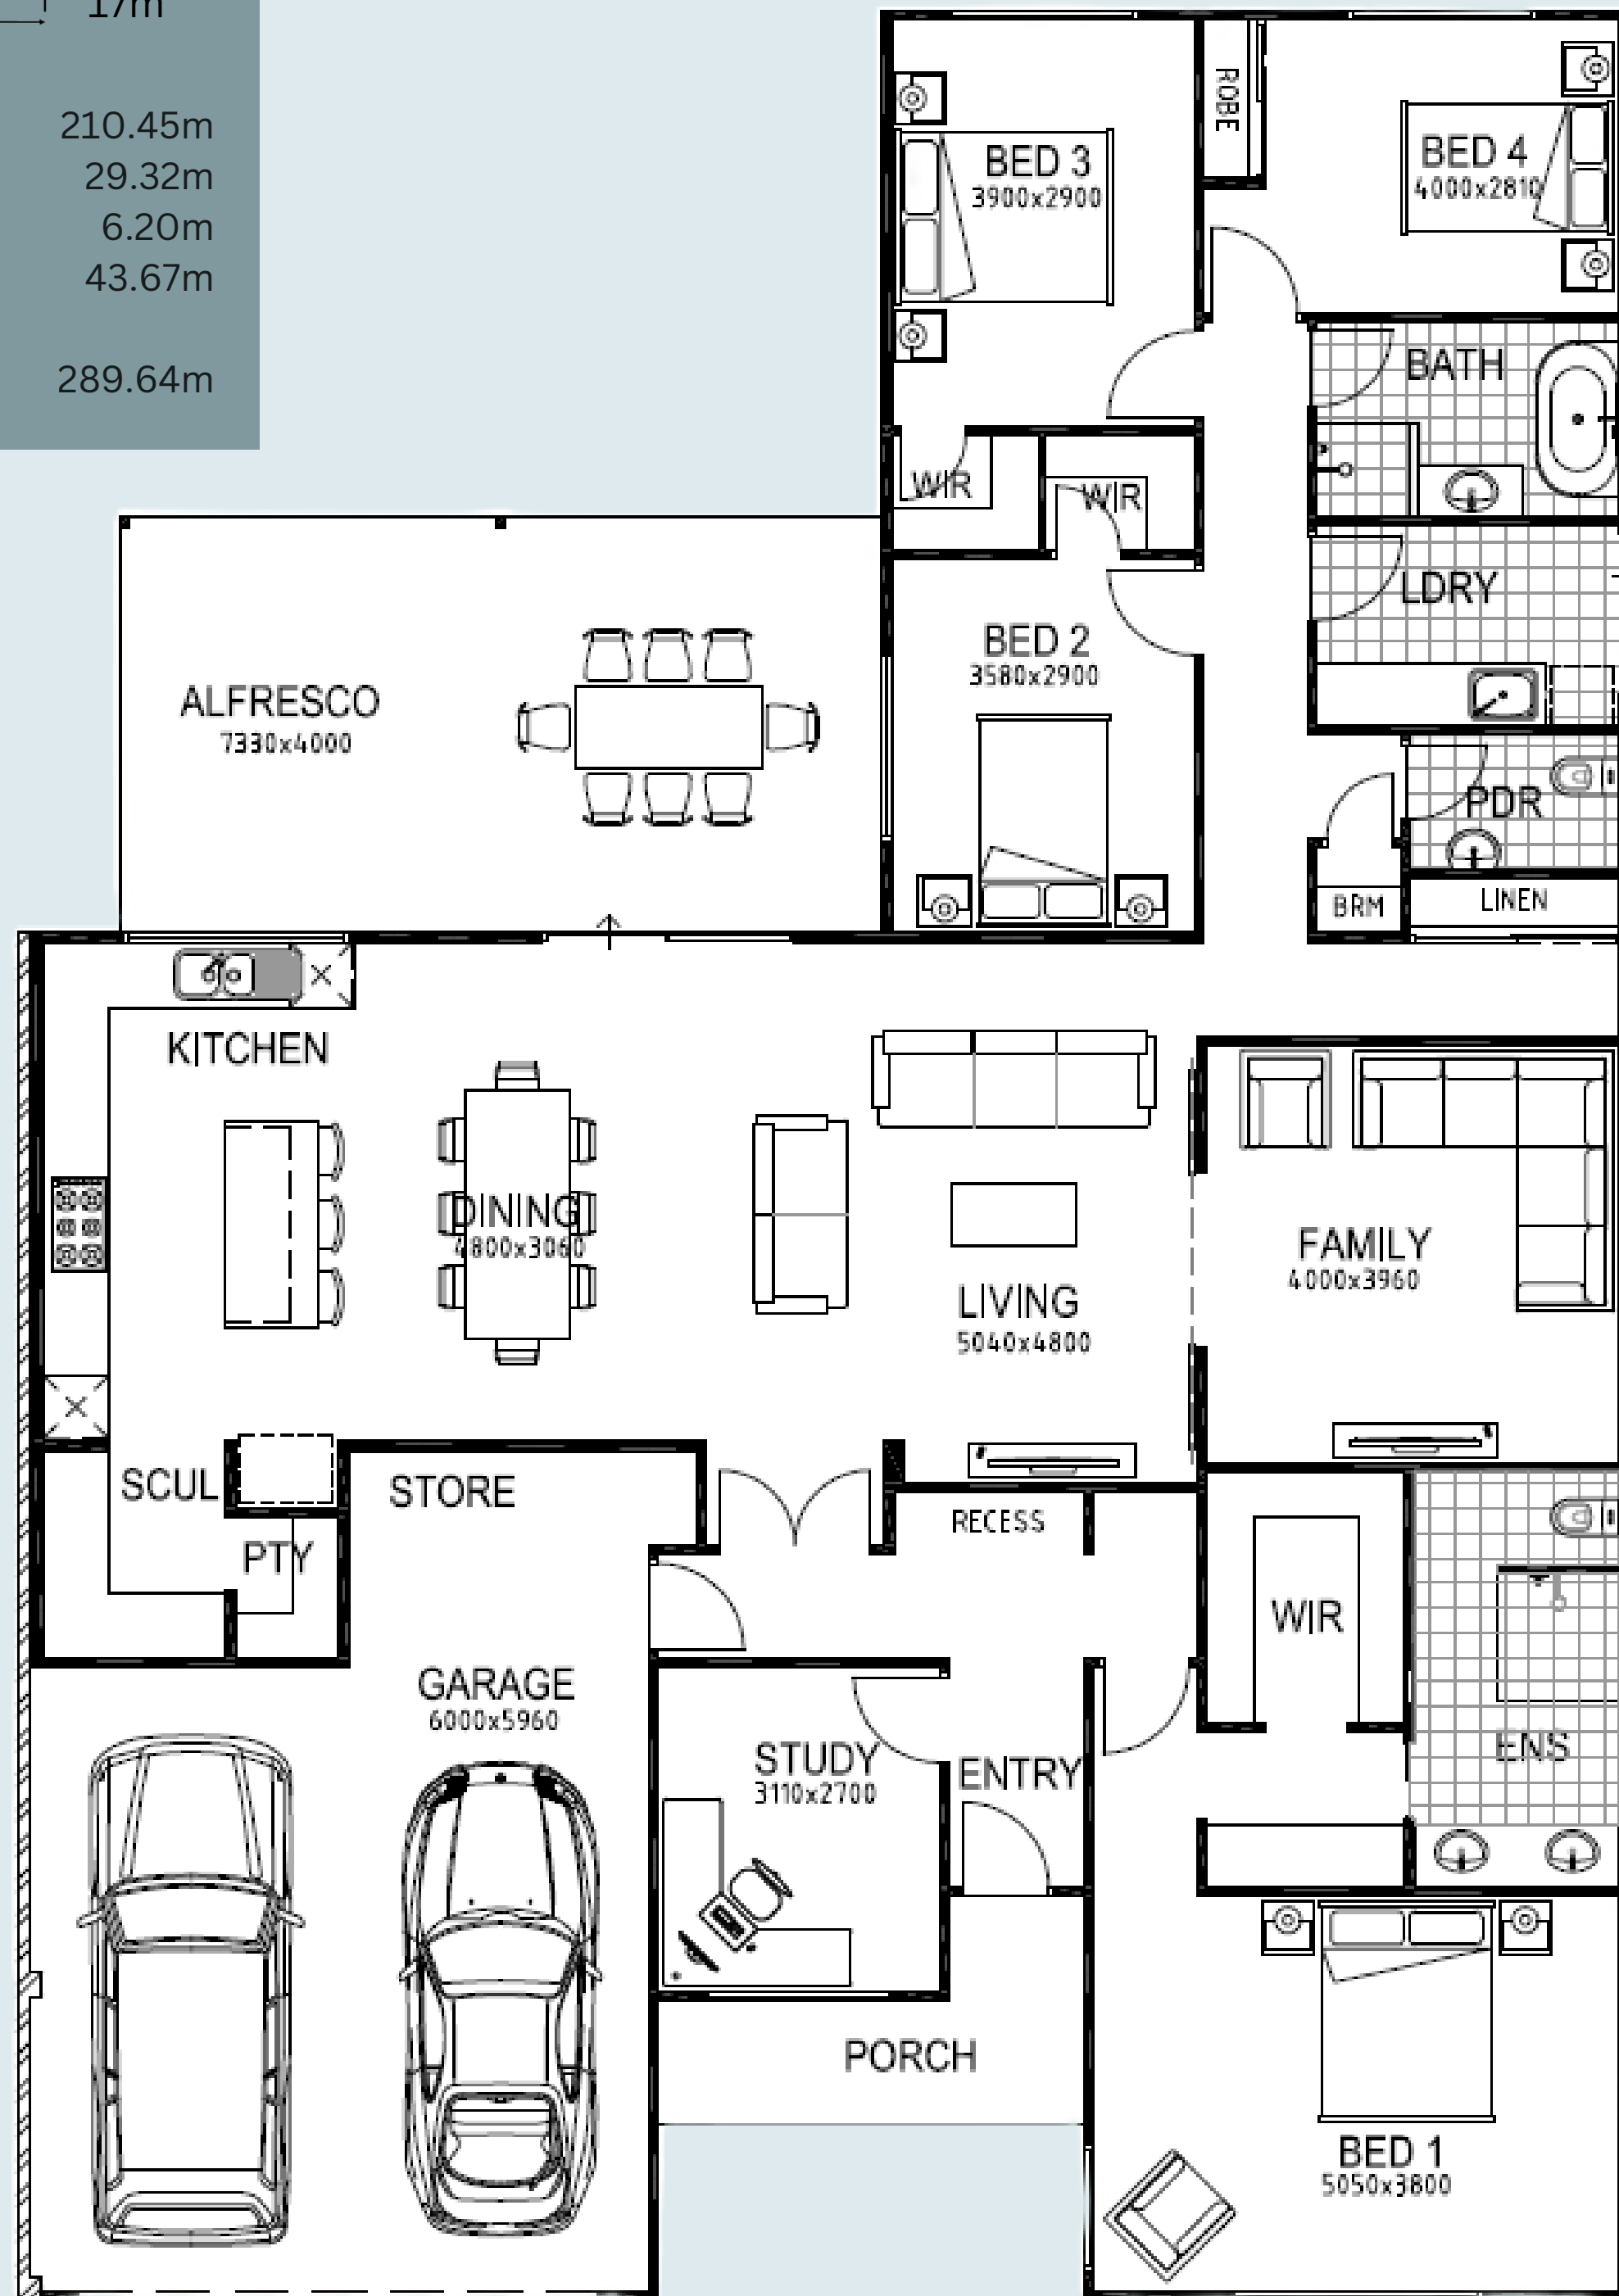 17m
210.45m
29.32m
6.20m
43.67m
289.64m
ROBE
BED 3
3900x2900
BED 4
4000x2810
BATH
WIR
WIR
LDRY
BED 2
3580x2900
ALFRESCO
7330x4000
PDR
BRM
LINEN
KITCHEN
DINING
4800x3060
FAMILY
4000x3960
LIVING
5040x4800
SCUL
STORE
RECESS
PTY
WIR
GARAGE
6000x5960
STUDY
3110x2700
ENTRY
ENS
PORCH
BED 1
5050x3800